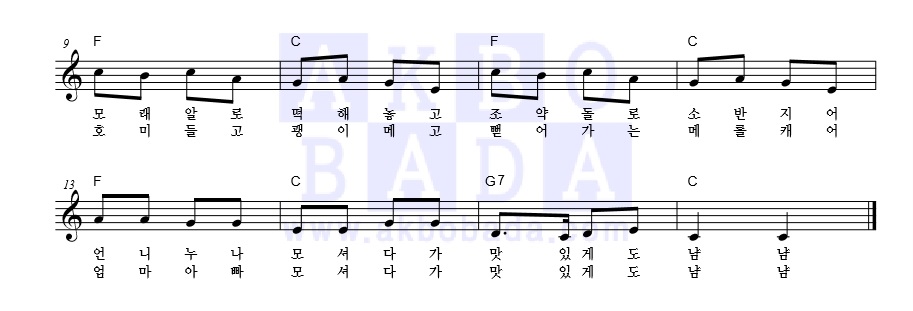 9 F C F C
모 래 알 로 떡 해 놓 고 조 약 돌 로 소 반 지 어
호 미 들 고 괭 이 메 고 뻗 어 가 는 메 를 캐 어
AKBO
BADA
13 F C G7 C
www.akbobada.com
언 니 누 나 모 셔 다 가 맛 있 게 도 냠 냠
엄 마 아 빠 모 셔 다 가 맛 있 게 도 냠 냠